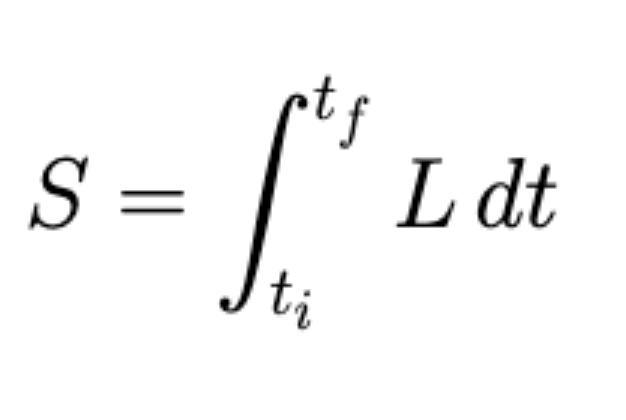 S = ∫_{t_i}^{t_f} L dt